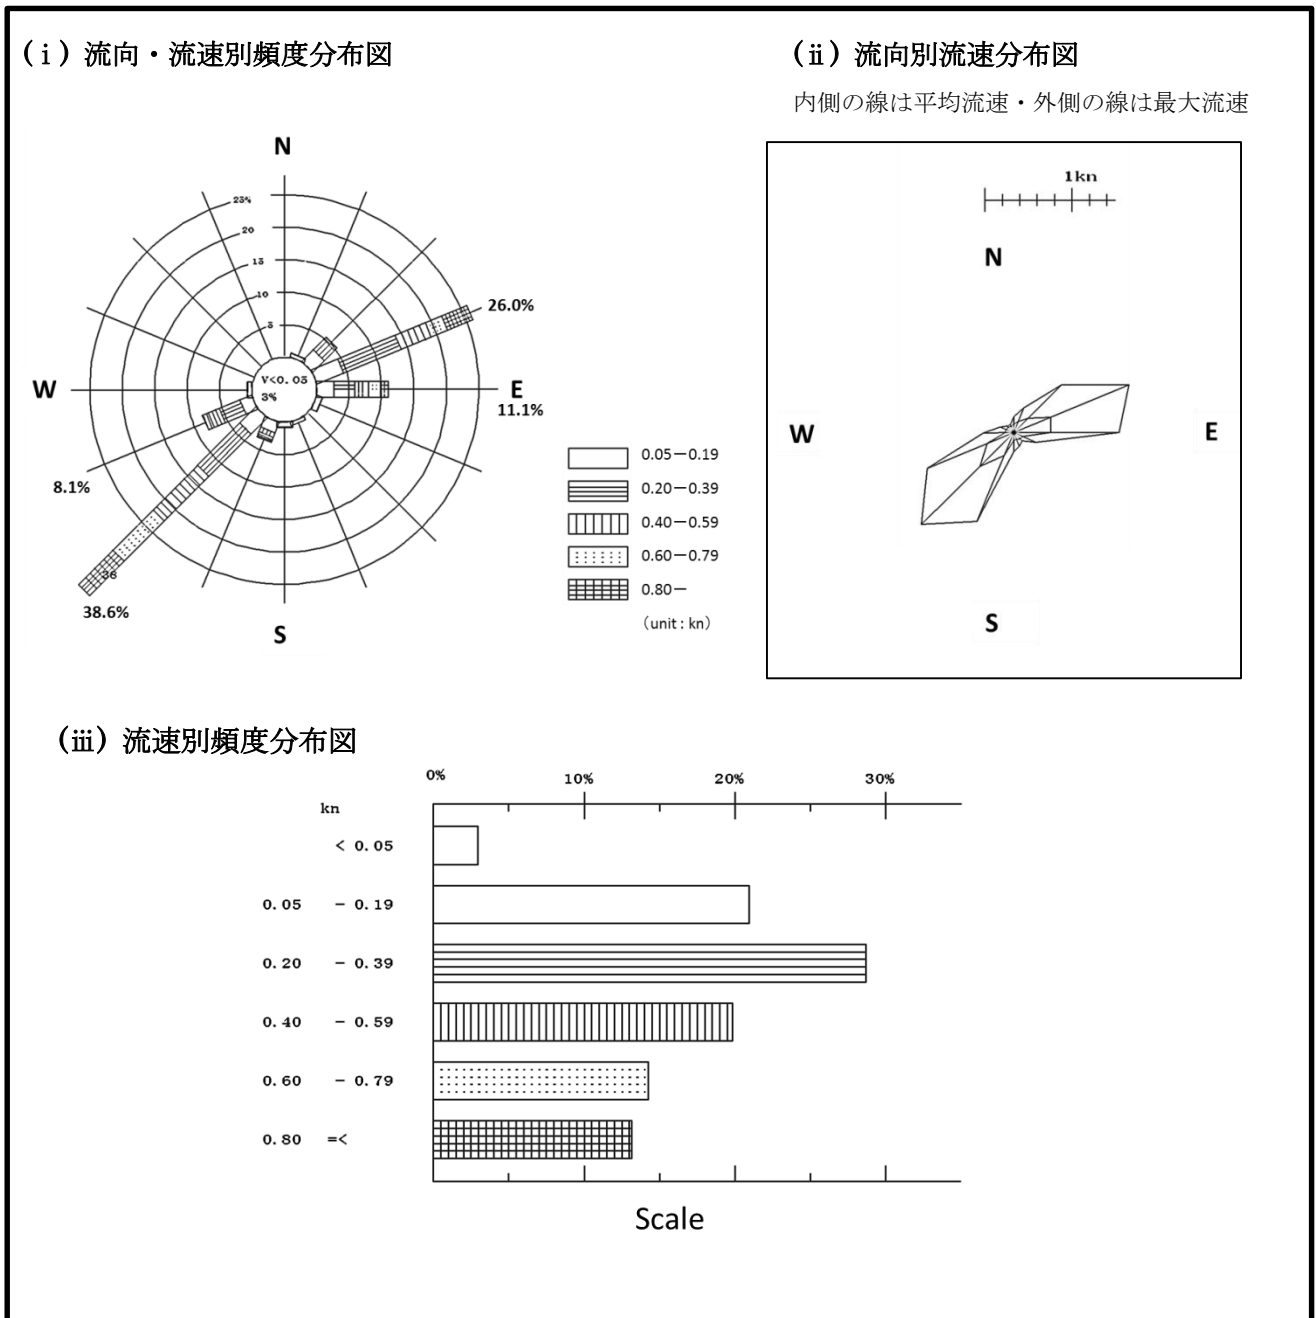 (ⅰ) 流向・流速別頻度分布図
(ⅱ) 流向別流速分布図
内側の線は平均流速・外側の線は最大流速
N
25%
20
15
10
5
26.0%
V<0.05
3%
W
E
11.1%
8.1%
36
38.6%
S
0.05－0.19
0.20－0.39
0.40－0.59
0.60－0.79
0.80－
(unit : kn)
1kn
N
W
E
S
(ⅲ) 流速別頻度分布図
0% 10% 20% 30%
kn
< 0.05
0.05 - 0.19
0.20 - 0.39
0.40 - 0.59
0.60 - 0.79
0.80 =<
Scale